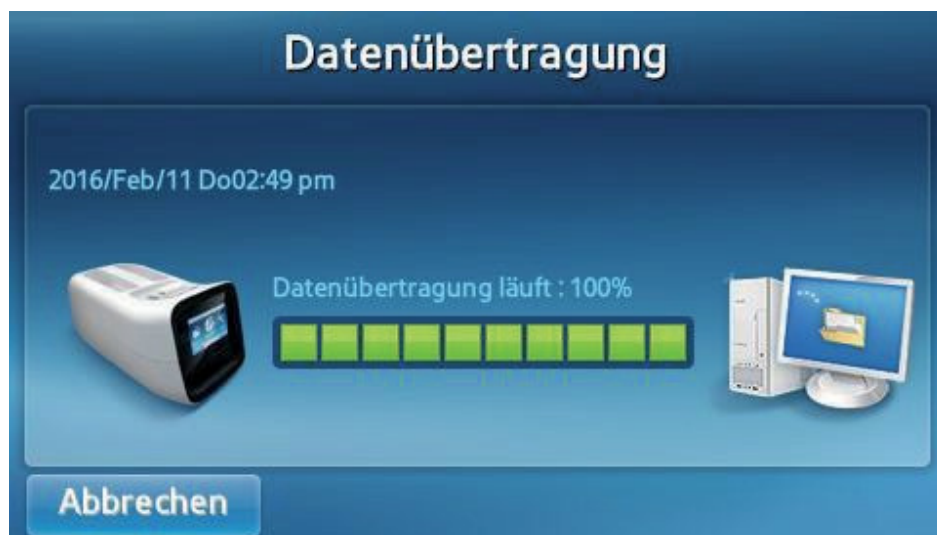 Datenübertragung
2016/Feb/11 Do02:49 pm
Datenübertragung läuft : 100%
Abbrechen